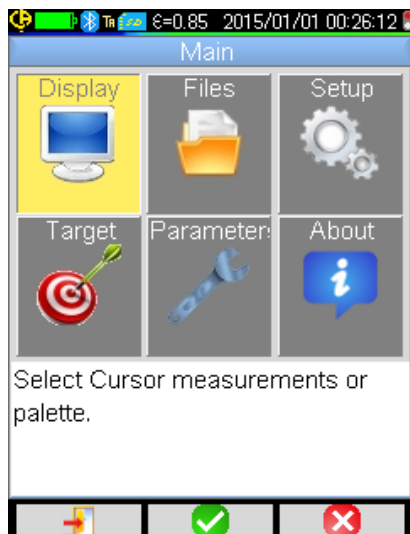 ε=0.85 2015/01/01 00:26:12
Main
Display Files Setup
Target Parameter About
Select Cursor measurements or
palette.